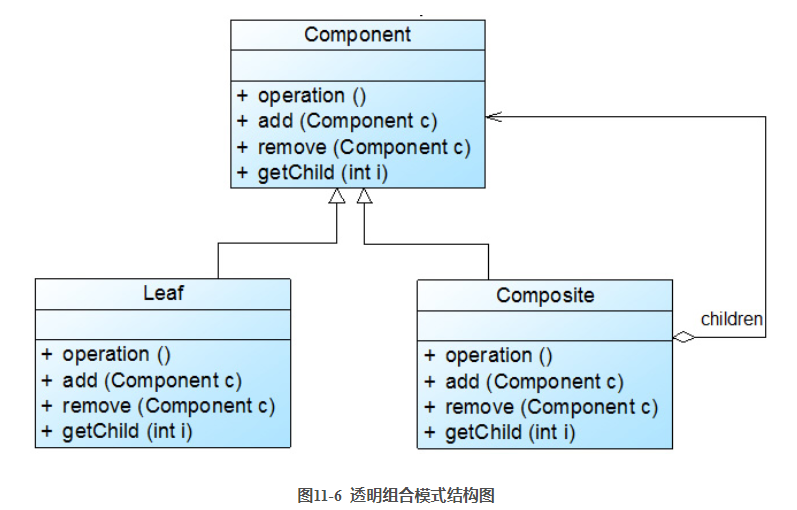 Component
+ operation ()
+ add (Component c)
+ remove (Component c)
+ getChild (int i)
Leaf
+ operation ()
+ add (Component c)
+ remove (Component c)
+ getChild (int i)
Composite
+ operation ()
+ add (Component c)
+ remove (Component c)
+ getChild (int i)
children
图11-6 透明组合模式结构图